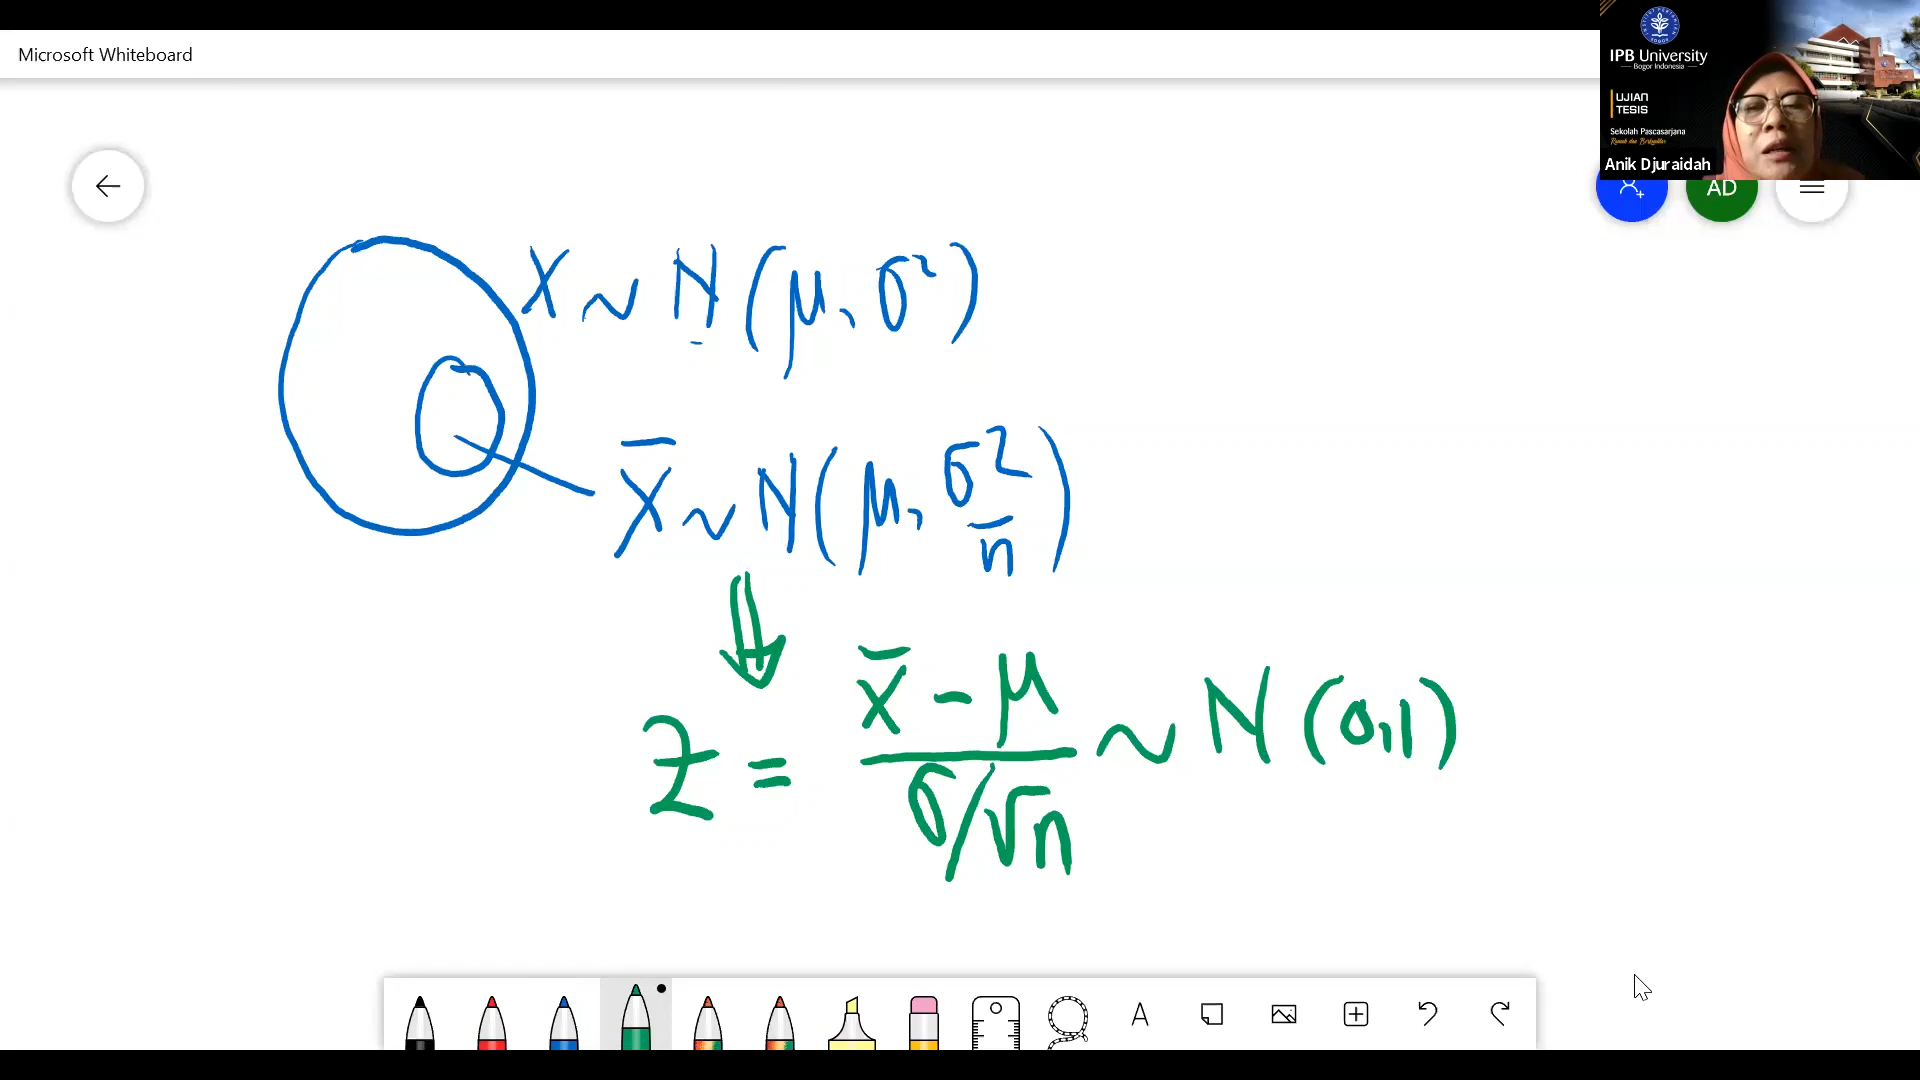 Microsoft Whiteboard
IPB University
Bogor Indonesia
UJIAN
TESIS
Sekolah Pascasarjana
Anik Djuraidah
AD
X ~ N(μ, σ²)
X̄ ~ N(μ, σ²/n)
Z = (x̄ - μ)/(σ/√n) ~ N(0,1)
A